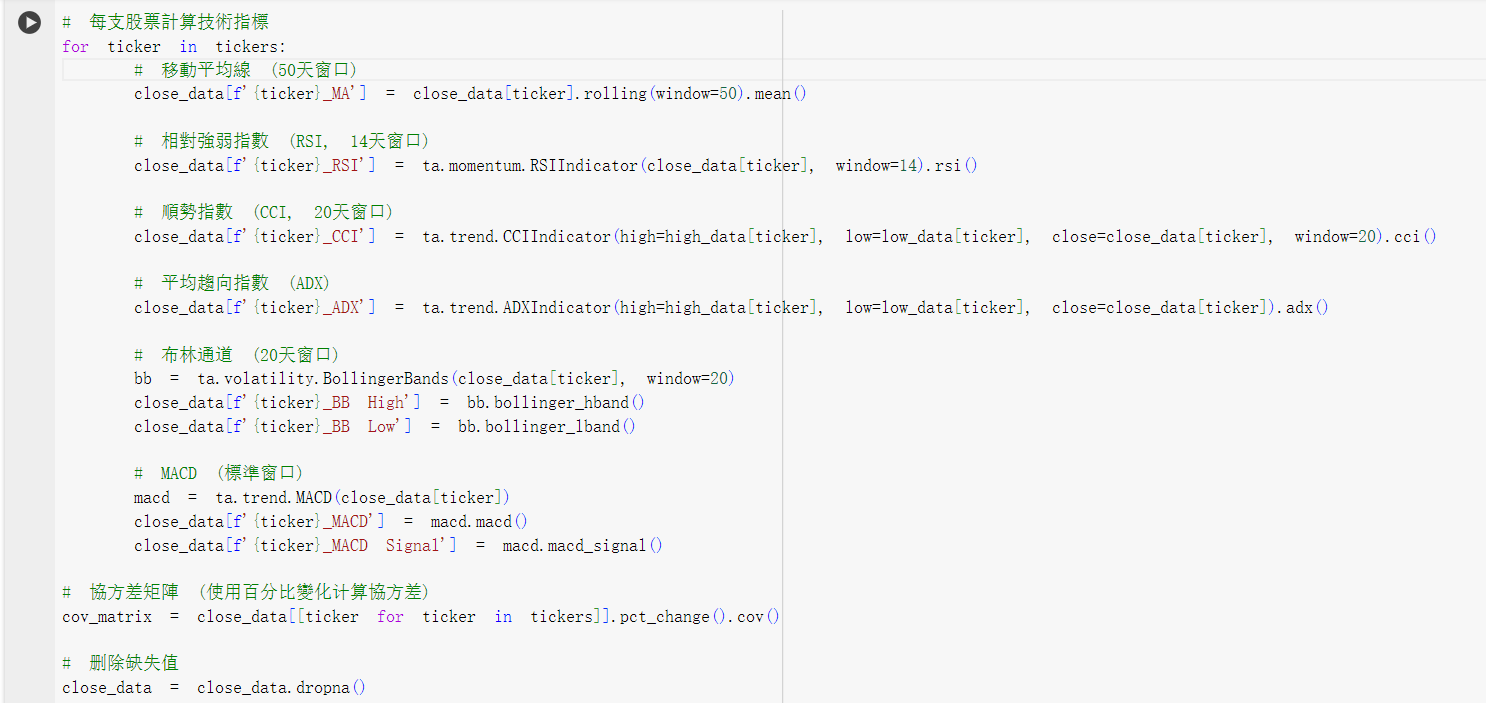 # 每支股票計算技術指標
for ticker in tickers:
# 移動平均線 (50天窗口)
close_data[f'{ticker}_MA'] = close_data[ticker].rolling(window=50).mean()
# 相對強弱指數 (RSI, 14天窗口)
close_data[f'{ticker}_RSI'] = ta.momentum.RSIIndicator(close_data[ticker], window=14).rsi()
# 順勢指數 (CCI, 20天窗口)
close_data[f'{ticker}_CCI'] = ta.trend.CCIIndicator(high=high_data[ticker], low=low_data[ticker], close=close_data[ticker], window=20).cci()
# 平均趨向指數 (ADX)
close_data[f'{ticker}_ADX'] = ta.trend.ADXIndicator(high=high_data[ticker], low=low_data[ticker], close=close_data[ticker]).adx()
# 布林通道 (20天窗口)
bb = ta.volatility.BollingerBands(close_data[ticker], window=20)
close_data[f'{ticker}_BB High'] = bb.bollinger_hband()
close_data[f'{ticker}_BB Low'] = bb.bollinger_lband()
# MACD (標準窗口)
macd = ta.trend.MACD(close_data[ticker])
close_data[f'{ticker}_MACD'] = macd.macd()
close_data[f'{ticker}_MACD Signal'] = macd.macd_signal()
# 協方差矩陣 (使用百分比變化计算協方差)
cov_matrix = close_data[[ticker for ticker in tickers]].pct_change().cov()
# 删除缺失值
close_data = close_data.dropna()